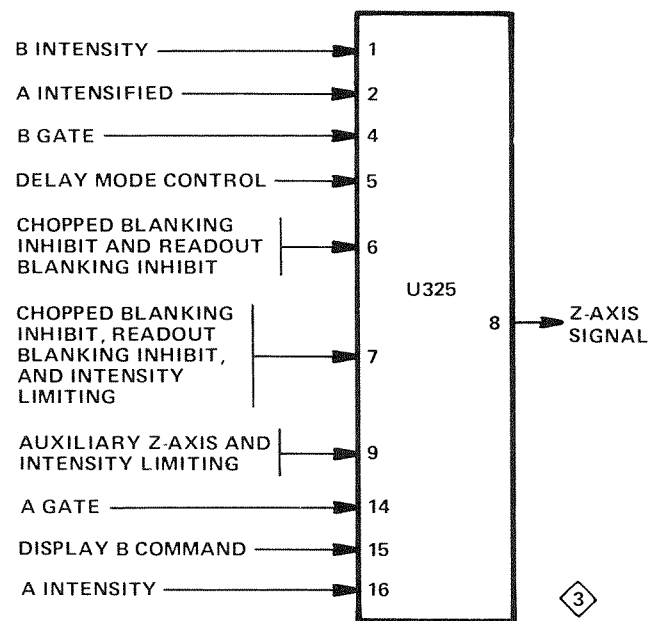 B INTENSITY 1
A INTENSIFIED 2
B GATE 4
DELAY MODE CONTROL 5
CHOPPED BLANKING
INHIBIT AND READOUT
BLANKING INHIBIT
6
CHOPPED BLANKING
INHIBIT, READOUT
BLANKING INHIBIT,
AND INTENSITY
LIMITING
7
U325
8
Z-AXIS
SIGNAL
AUXILIARY Z-AXIS AND
INTENSITY LIMITING
9
A GATE 14
DISPLAY B COMMAND 15
A INTENSITY 16
3